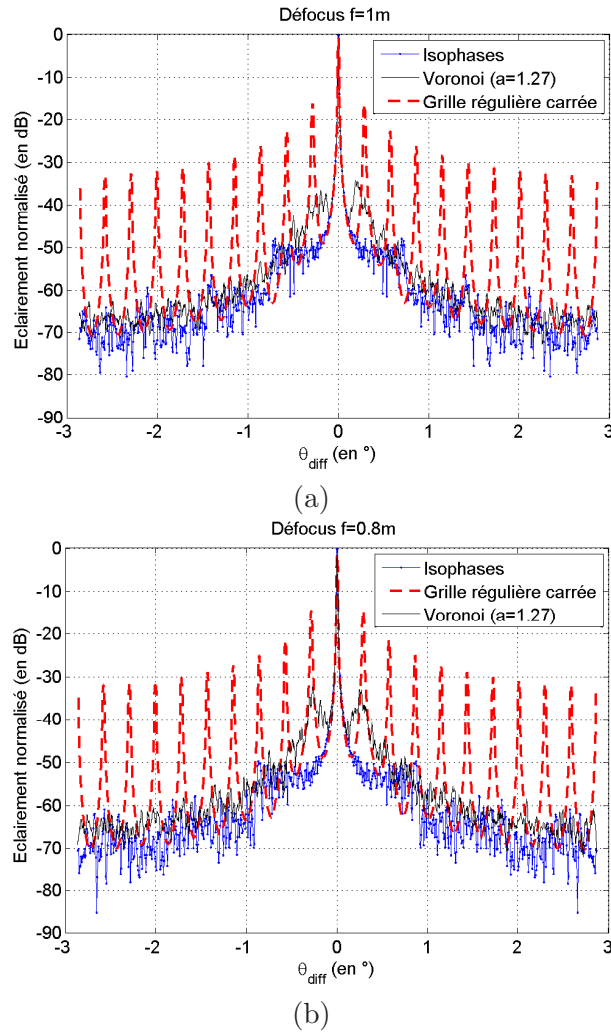 Défocus f=1m
Isophases
Voronoi (a=1.27)
Grille régulière carrée
Eclairement normalisé (en dB)
0
-10
-20
-30
-40
-50
-60
-70
-80
-90
-3
-2
-1
0
1
2
3
θdiff (en °)
(a)
Défocus f=0.8m
Isophases
Grille régulière carrée
Voronoi (a=1.27)
Eclairement normalisé (en dB)
0
-10
-20
-30
-40
-50
-60
-70
-80
-90
-3
-2
-1
0
1
2
3
θdiff (en °)
(b)